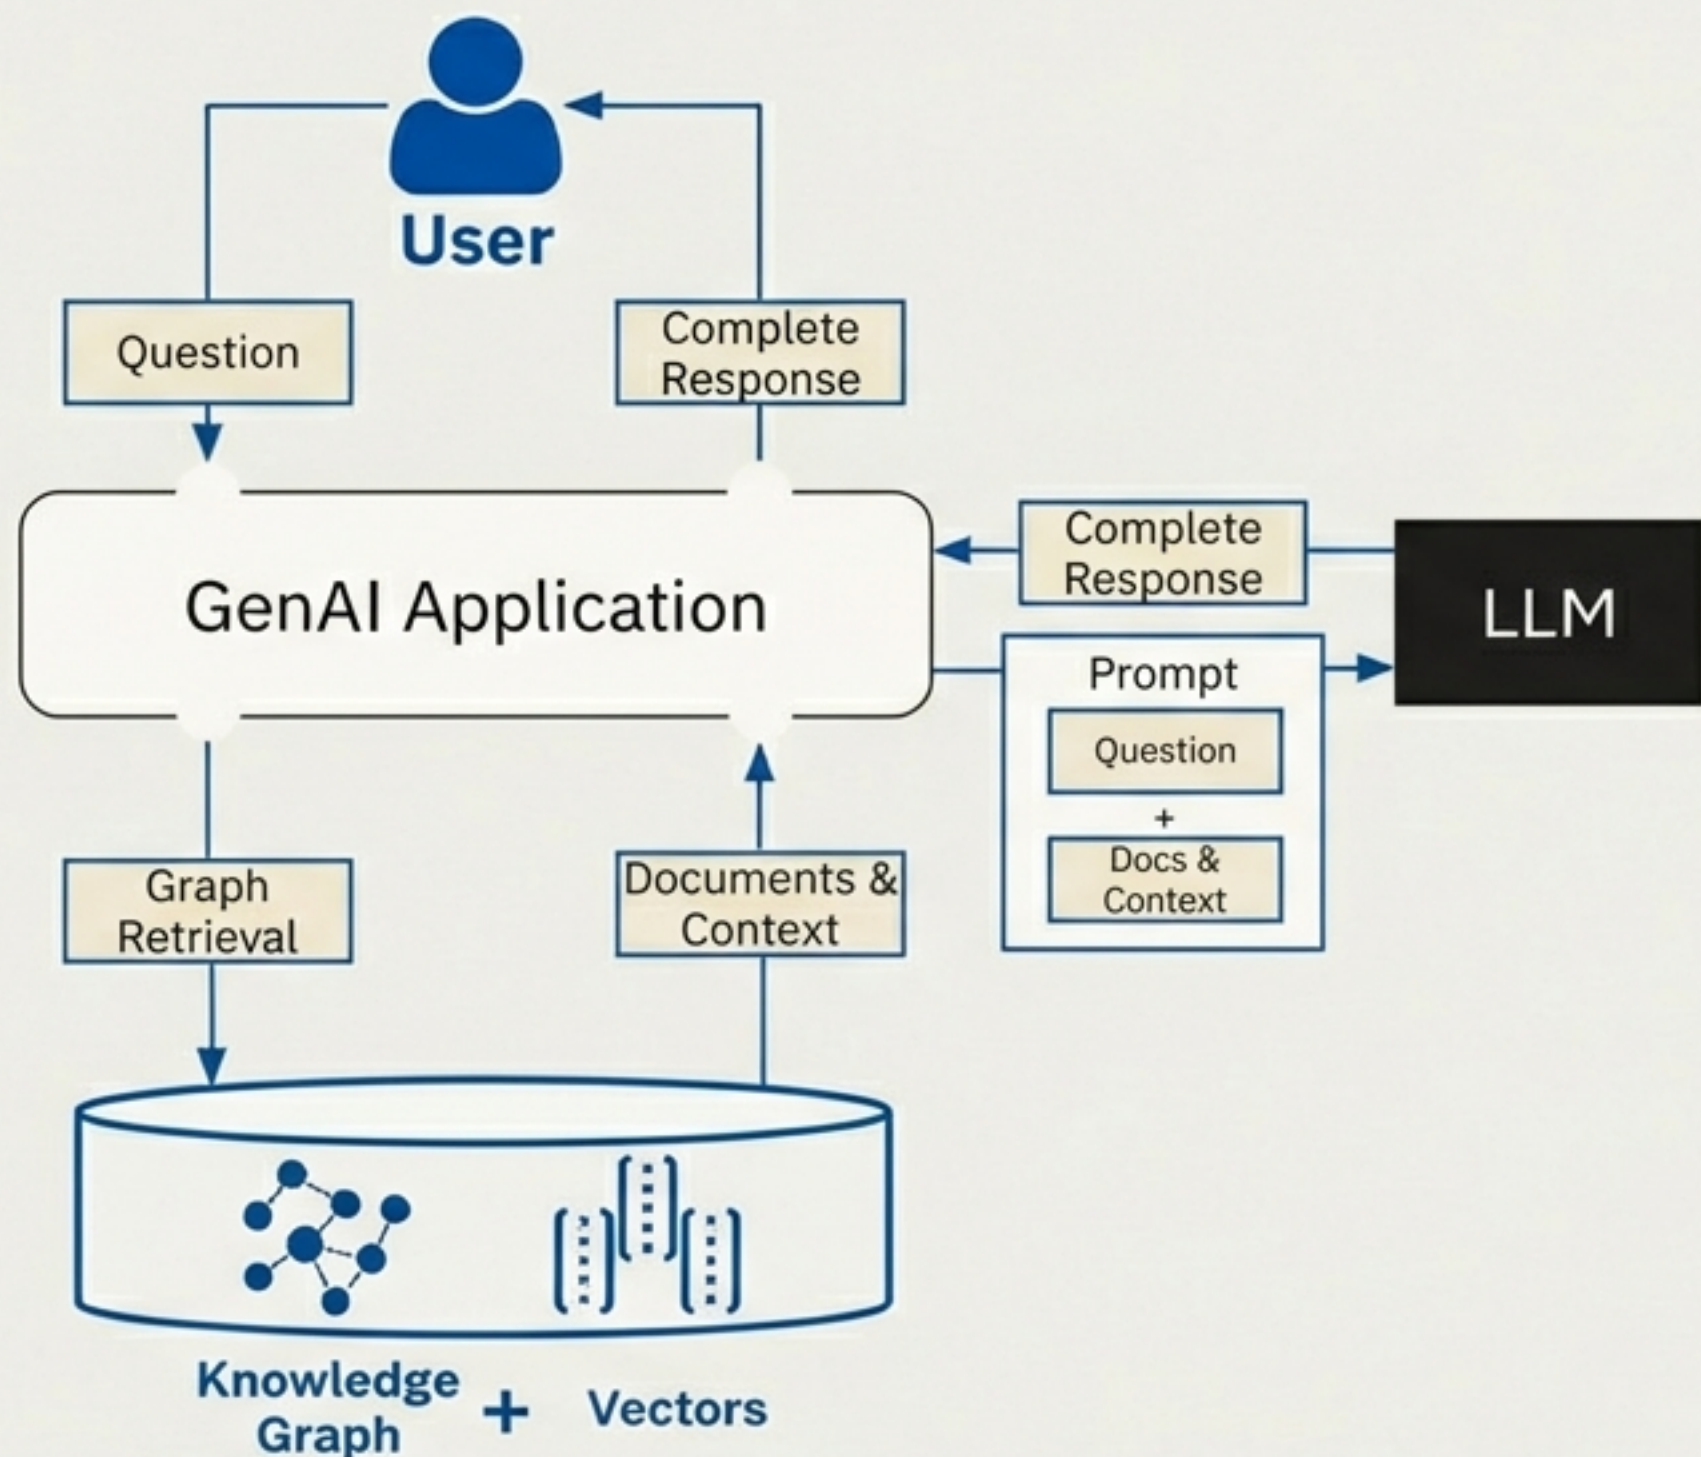 User
Question
Complete
Response
GenAI Application
Complete
Response
LLM
Prompt
Question
+
Docs &
Context
Graph
Retrieval
Documents &
Context
Knowledge
Graph
+
Vectors